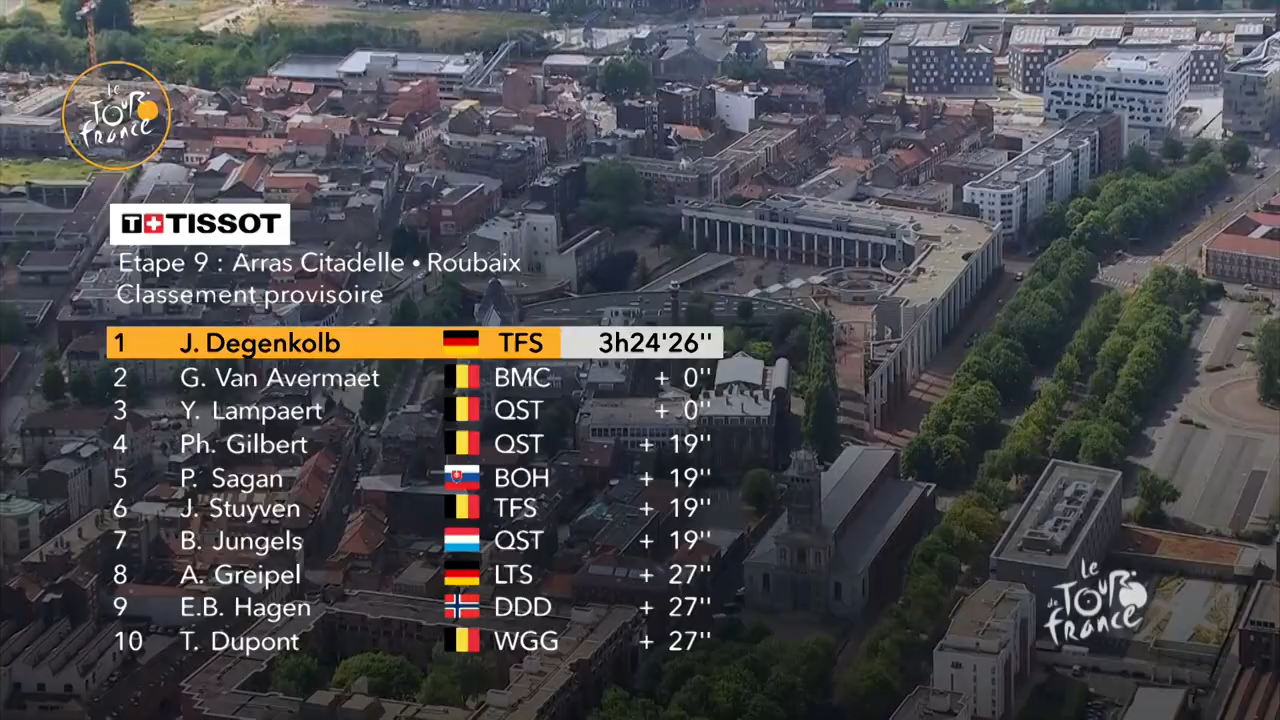 le
TOUR
de
france
T+TISSOT
Etape 9 : Arras Citadelle • Roubaix
Classement provisoire
1 J. Degenkolb TFS 3h24'26''
2 G. Van Avermaet BMC + 0''
3 Y. Lampaert QST + 0''
4 Ph. Gilbert QST + 19''
5 P. Sagan BOH + 19''
6 J. Stuyven TFS + 19''
7 B. Jungels QST + 19''
8 A. Greipel LTS + 27''
9 E.B. Hagen DDD + 27''
10 T. Dupont WGG + 27''
le
TOUR
de
france